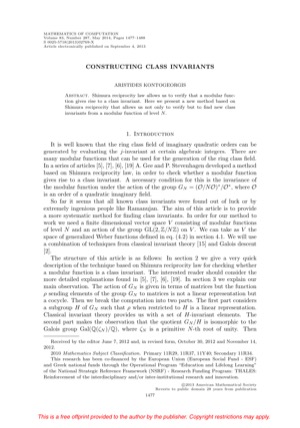 MATHEMATICS OF COMPUTATION
Volume 83, Number 287, May 2014, Pages 1477–1489
Article electronically published on September 4, 2013
CONSTRUCTING CLASS INVARIANTS
ARISTIDES KONTOGEORGIS
Abstract. Shimura reciprocity law allows us to verify that a modular func-
tion gives rise to a class invariant. Here we present a new method based on
Shimura reciprocity that allows us not only to verify but to find new class
invariants from a modular function of level N.
1. Introduction
It is well known that the ring class field of imaginary quadratic orders can be
generated by evaluating the j-invariant at certain algebraic integers. There are
many modular functions that can be used for the generation of the ring class field.
In a series of articles [5], [7], [6], [19] A. Gee and P. Stevenhagen developed a method
based on Shimura reciprocity law, in order to check whether a modular function
gives rise to a class invariant. A necessary condition for this is the invariance of
the modular function under the action of the group G_N = (O/NO)*/O*, where O
is an order of a quadratic imaginary field.
So far it seems that all known class invariants were found out of luck or by
extremely ingenious people like Ramanujan. The aim of this article is to provide
a more systematic method for finding class invariants. In order for our method to
work we need a finite dimensional vector space V consisting of modular functions
of level N and an action of the group GL(2, Z/NZ) on V. We can take as V the
space of generalized Weber functions defined in eq. (4.2) in section 4.1. We will use
a combination of techniques from classical invariant theory [15] and Galois descent
[2].
The structure of this article is as follows: In section 2 we give a very quick
description of the technique based on Shimura reciprocity law for checking whether
a modular function is a class invariant. The interested reader should consider the
more detailed explanations found in [5], [7], [6], [19]. In section 3 we explain our
main observation. The action of G_N is given in terms of matrices but the function
ρ sending elements of the group G_N to matrices is not a linear representation but
a cocycle. Then we break the computation into two parts. The first part considers
a subgroup H of G_N such that ρ when restricted to H is a linear representation.
Classical invariant theory provides us with a set of H-invariant elements. The
second part makes the observation that the quotient G_N/H is isomorphic to the
Galois group Gal(Q(ζ_N)/Q), where ζ_N is a primitive N-th root of unity. Then
Received by the editor June 7, 2012 and, in revised form, October 30, 2012 and November 14,
2012.
2010 Mathematics Subject Classification. Primary 11R29, 11R37, 11Y40; Secondary 11R34.
This research has been co-financed by the European Union (European Social Fund - ESF)
and Greek national funds through the Operational Program "Education and Lifelong Learning"
of the National Strategic Reference Framework (NSRF) - Research Funding Program: THALES.
Reinforcement of the interdisciplinary and/or inter-institutional research and innovation.
©2013 American Mathematical Society
Reverts to public domain 28 years from publication
1477
This is a free offprint provided to the author by the publisher. Copyright restrictions may apply.